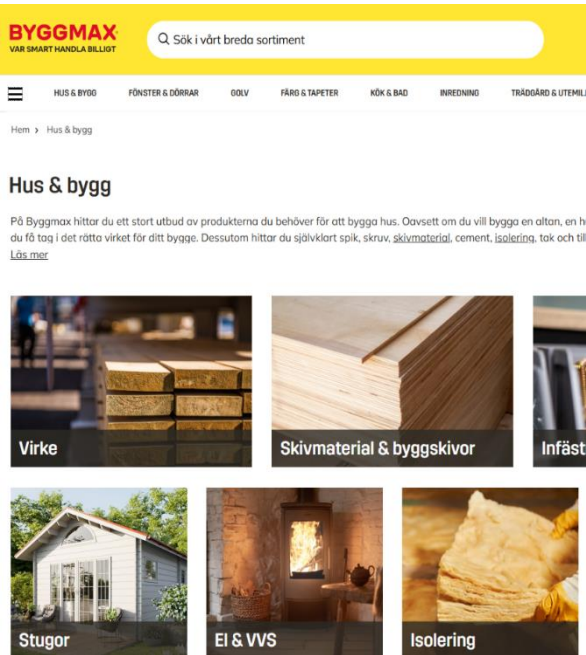 BYGGMAX
VAR SMART HANDLA BILLIGT
Sök i vårt breda sortiment
HUS & BYGG FÖNSTER & DÖRRAR GOLV FÄRG & TAPETER KÖK & BAD INREDNING TRÄDGÅRD & UTEMIL
Hem › Hus & bygg
Hus & bygg
På Byggmax hittar du ett stort utbud av produkterna du behöver för att bygga hus. Oavsett om du vill bygga en altan, en h
du få tag i det rätta virket för ditt bygge. Dessutom hittar du självklart spik, skruv, skivmaterial, cement, isolering, tak och til
Läs mer
Virke
Skivmaterial & byggskivor
Infäst
Stugor
El & VVS
Isolering